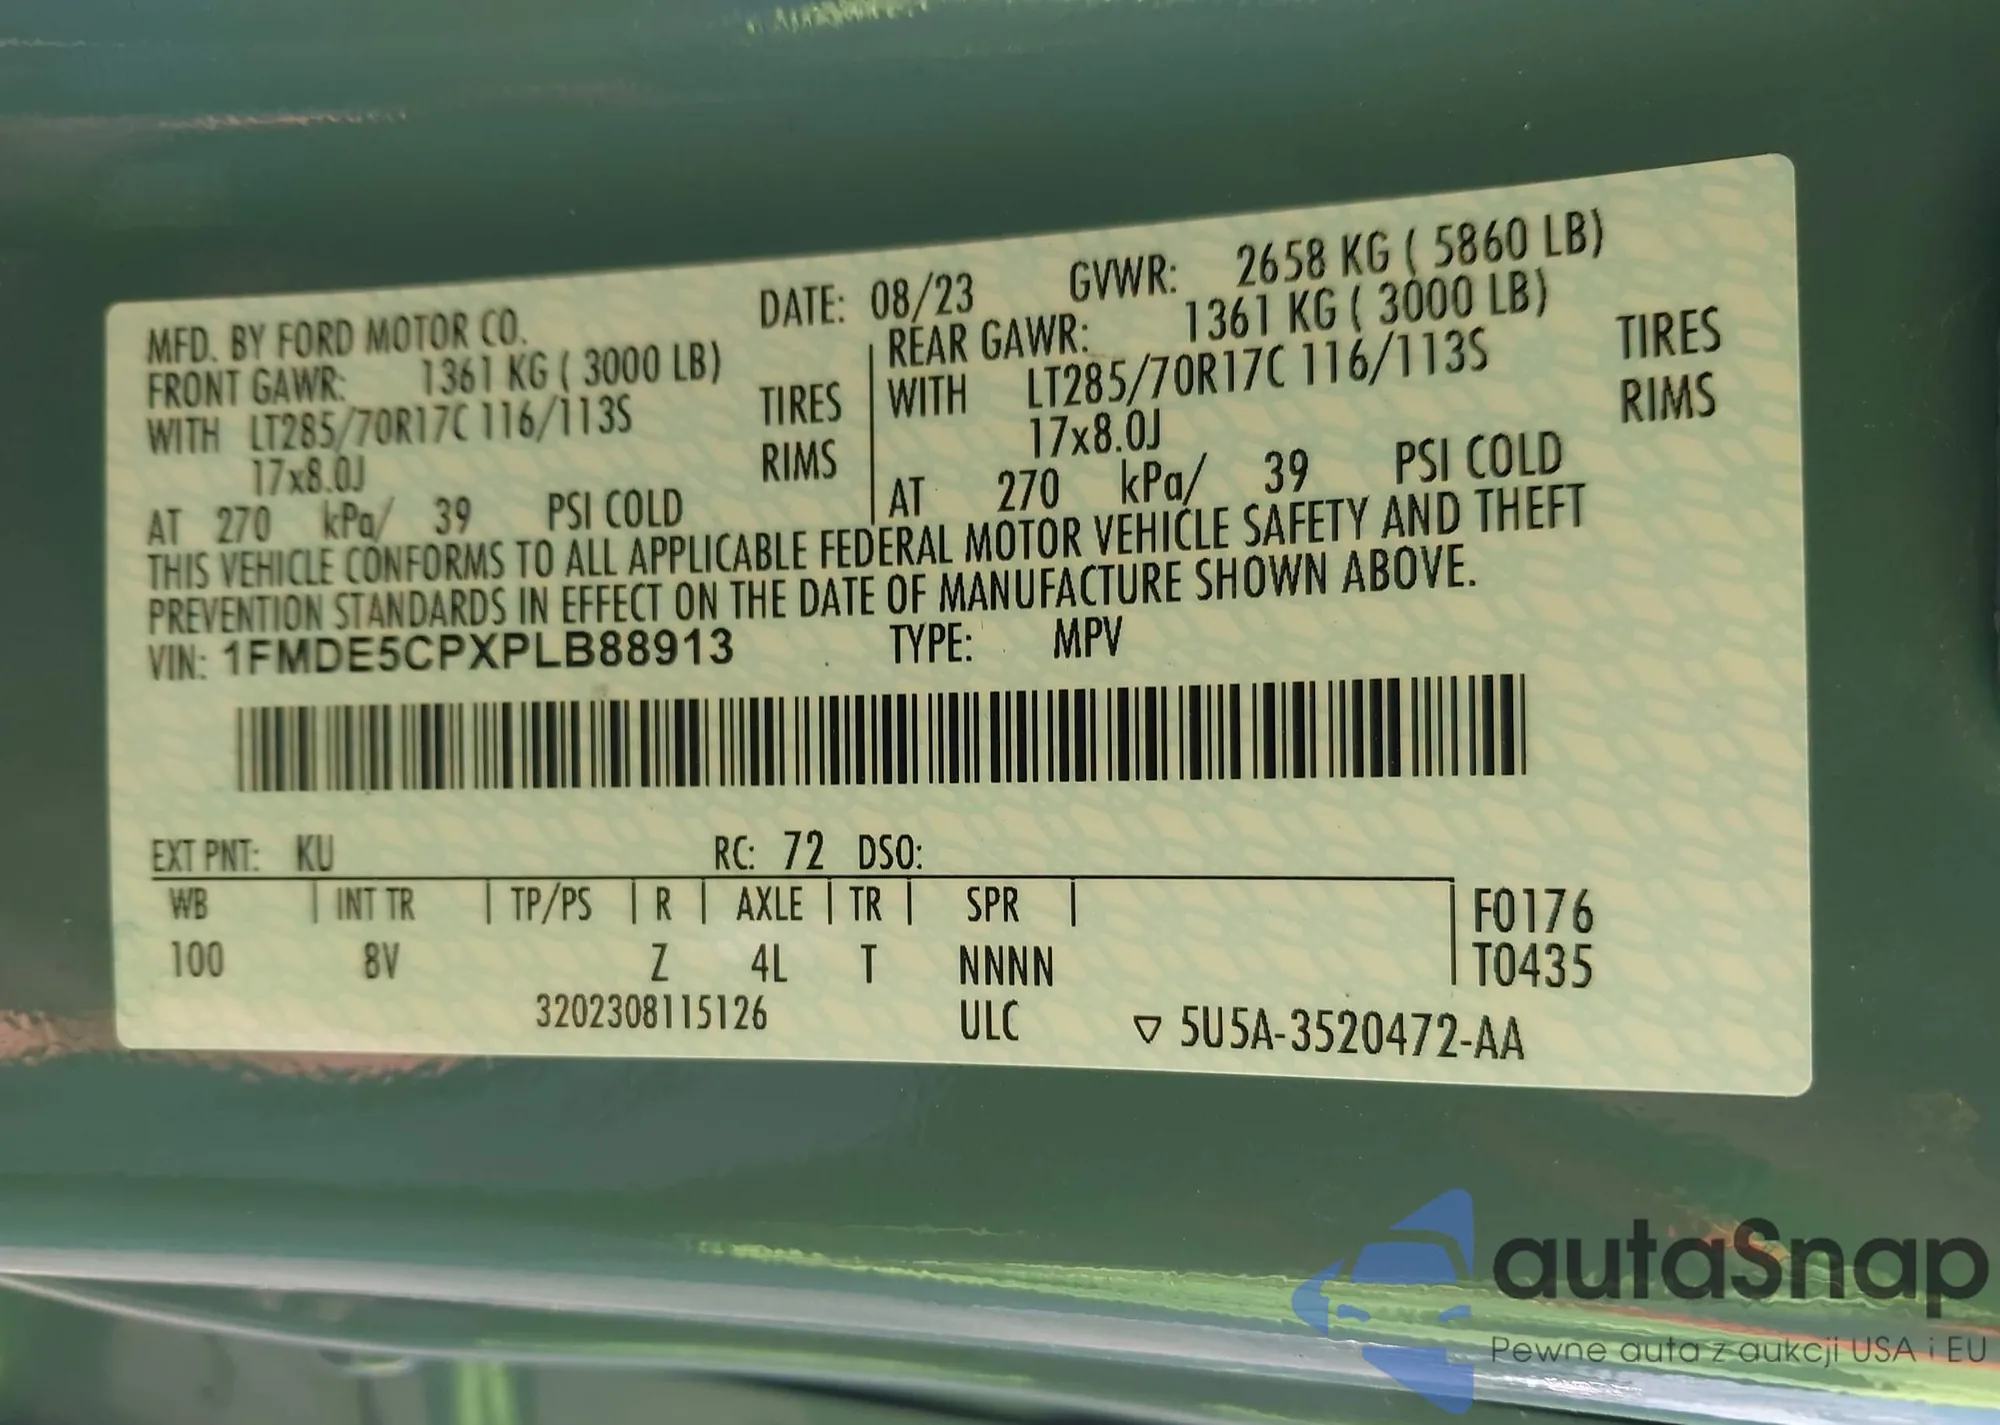 MFD. BY FORD MOTOR CO. DATE: 08/23 GVWR: 2658 KG ( 5860 LB)
FRONT GAWR: 1361 KG ( 3000 LB) REAR GAWR: 1361 KG ( 3000 LB)
WITH LT285/70R17C 116/113S TIRES WITH LT285/70R17C 116/113S TIRES
17x8.0J RIMS 17x8.0J RIMS
AT 270 kPa/ 39 PSI COLD AT 270 kPa/ 39 PSI COLD
THIS VEHICLE CONFORMS TO ALL APPLICABLE FEDERAL MOTOR VEHICLE SAFETY AND THEFT
PREVENTION STANDARDS IN EFFECT ON THE DATE OF MANUFACTURE SHOWN ABOVE.
VIN: 1FMDE5CPXPLB88913 TYPE: MPV
EXT PNT: KU RC: 72 DSO:
WB INT TR TP/PS R AXLE TR SPR F0176
100 8V Z 4L T NNNN T0435
3202308115126 ULC ▽ 5U5A-3520472-AA
autaSnap
Pewne auta z aukcji USA i EU